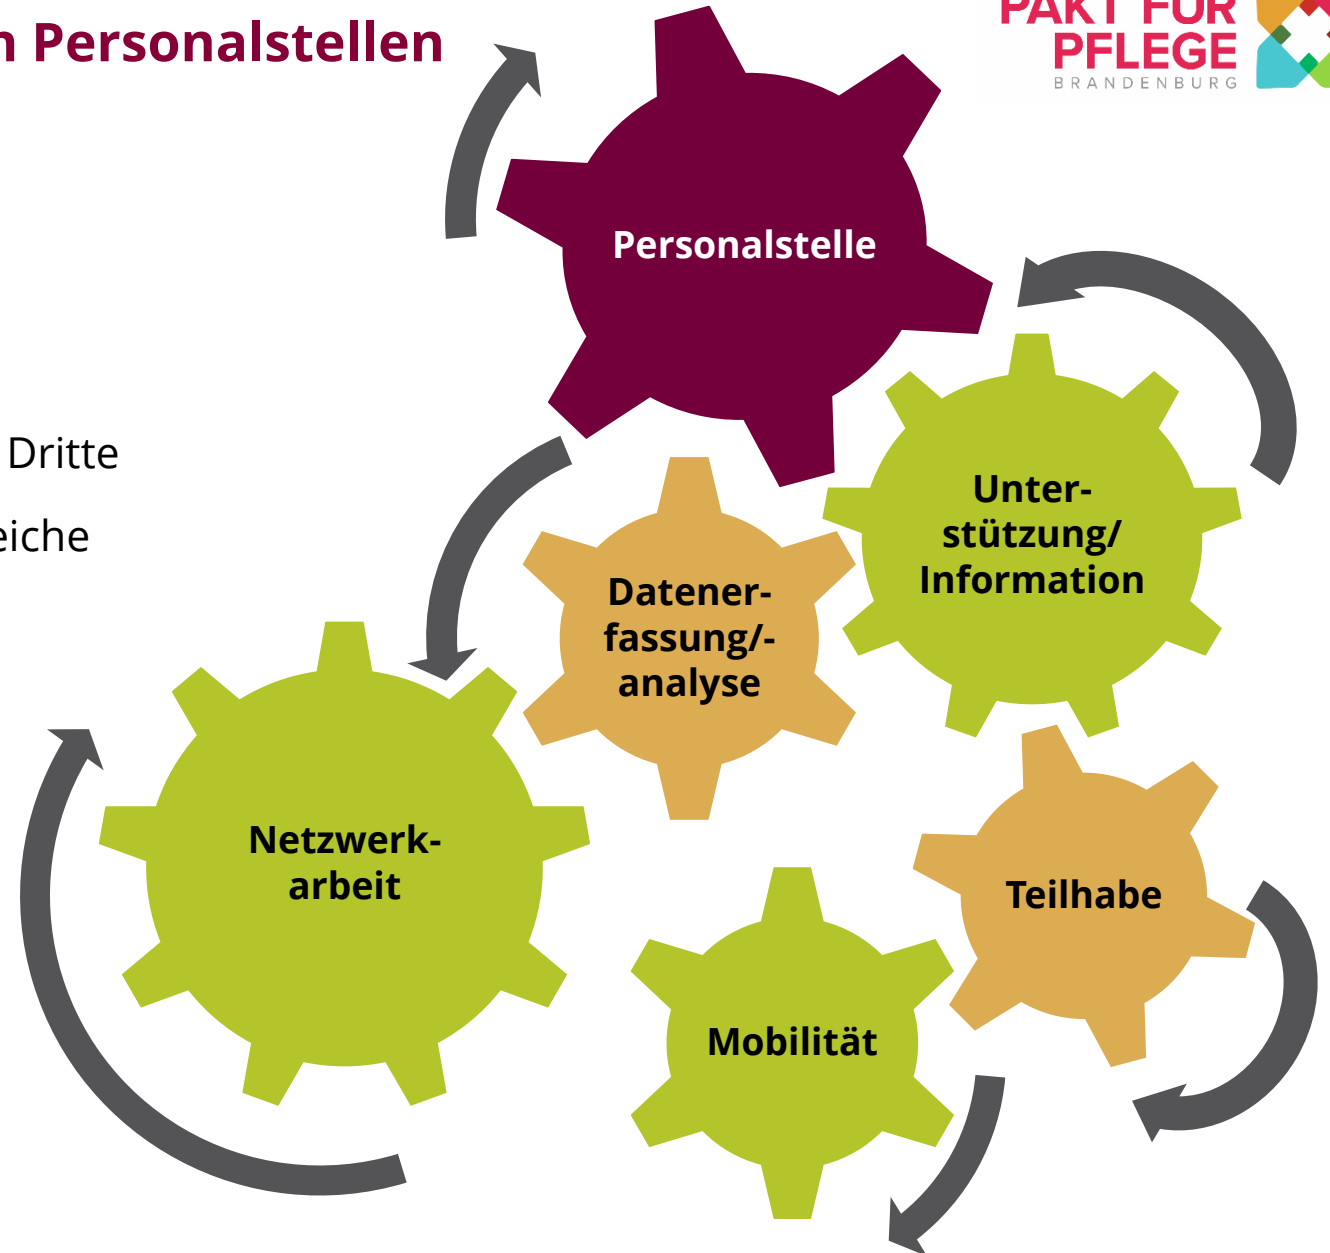 n Personalstellen
PAKT FÜR
PFLEGE
BRANDENBURG
Personalstelle
Dritte
eiche
Unter-
stützung/
Information
Datener-
fassung/-
analyse
Netzwerk-
arbeit
Teilhabe
Mobilität